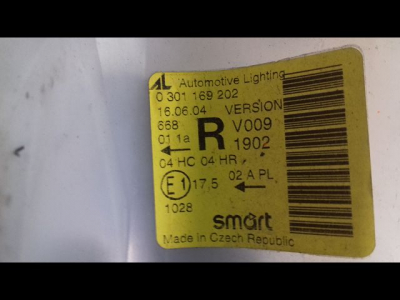 AL Automotive Lighting
0 301 169 202
16.06.04 VERSION
668 R V009
01 1a 1902
04 HC 04 HR
E1 17,5 02 A PL
1028
smart
Made in Czech Republic